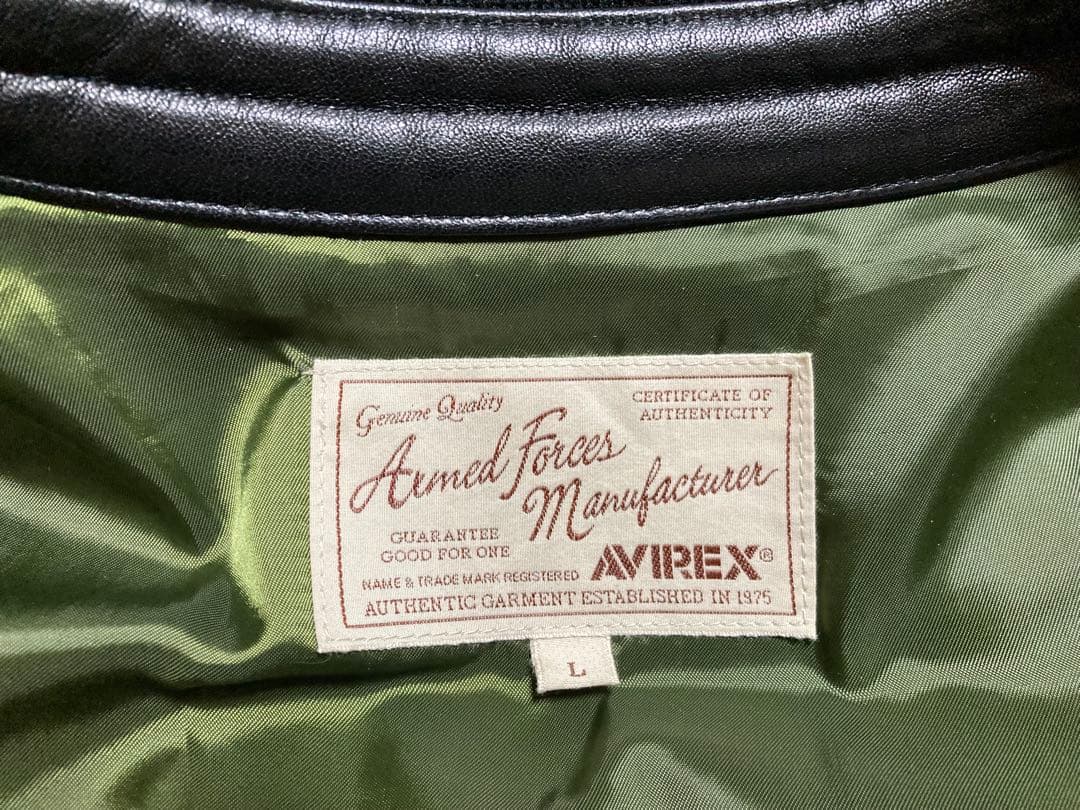 Genuine Quality
CERTIFICATE OF
AUTHENTICITY
Armed Forces
Manufacturer
GUARANTEE
GOOD FOR ONE
AVIREX®
NAME & TRADE MARK REGISTERED
AUTHENTIC GARMENT ESTABLISHED IN 1975
L